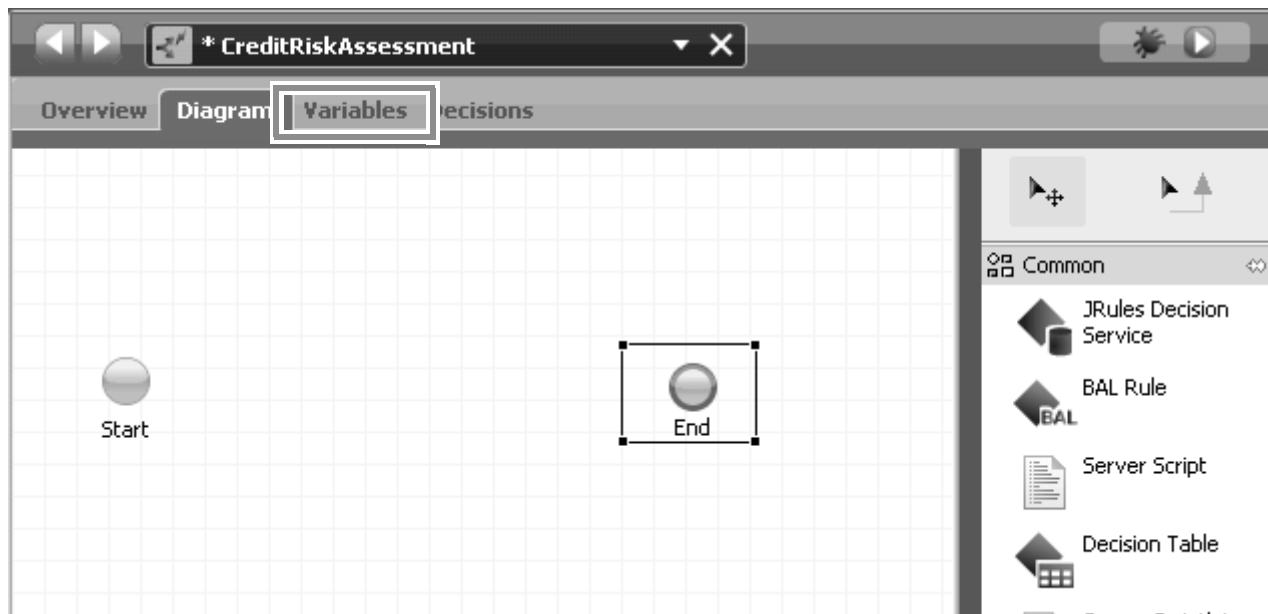 * CreditRiskAssessment
Overview Diagram Variables ecisions
Common
JRules Decision
Service
BAL Rule
BAL
Server Script
Start
End
Decision Table